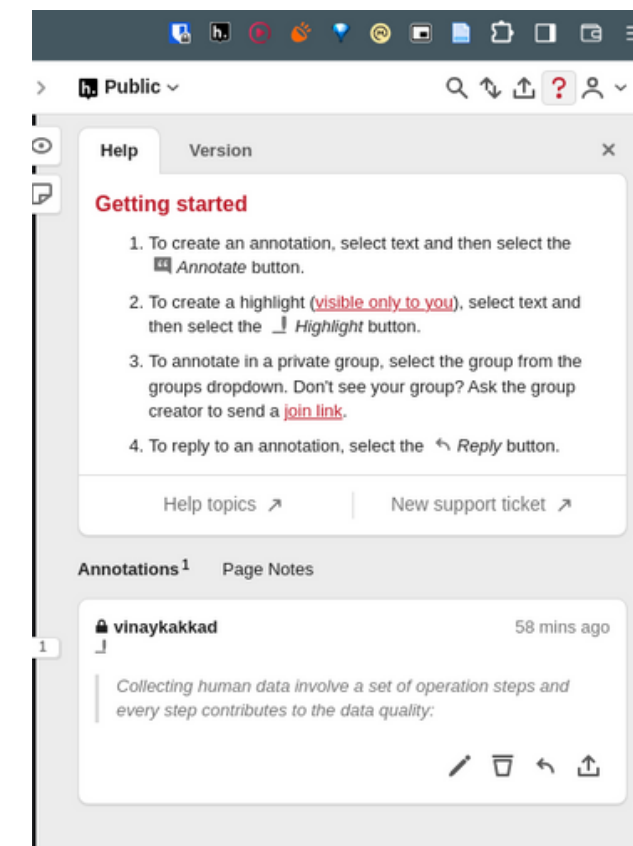 h.
h. Public
?
Help
Version
Getting started
1. To create an annotation, select text and then select the
Annotate button.
2. To create a highlight (visible only to you), select text and
then select the Highlight button.
3. To annotate in a private group, select the group from the
groups dropdown. Don't see your group? Ask the group
creator to send a join link.
4. To reply to an annotation, select the Reply button.
Help topics
New support ticket
Annotations 1
Page Notes
vinaykakkad
58 mins ago
1
Collecting human data involve a set of operation steps and
every step contributes to the data quality: